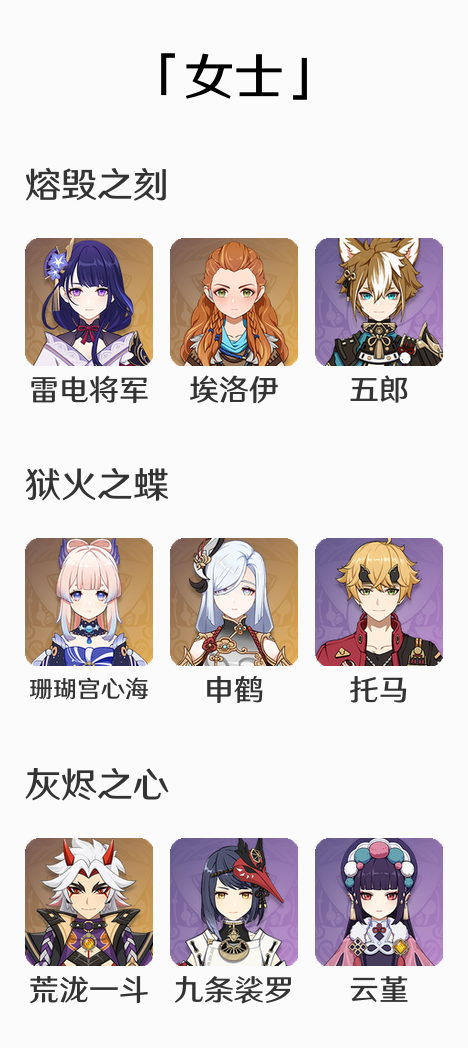 「女士」
熔毁之刻
雷电将军 埃洛伊 五郎
狱火之蝶
珊瑚宫心海 申鹤 托马
灰烬之心
荒泷一斗 九条裟罗 云堇